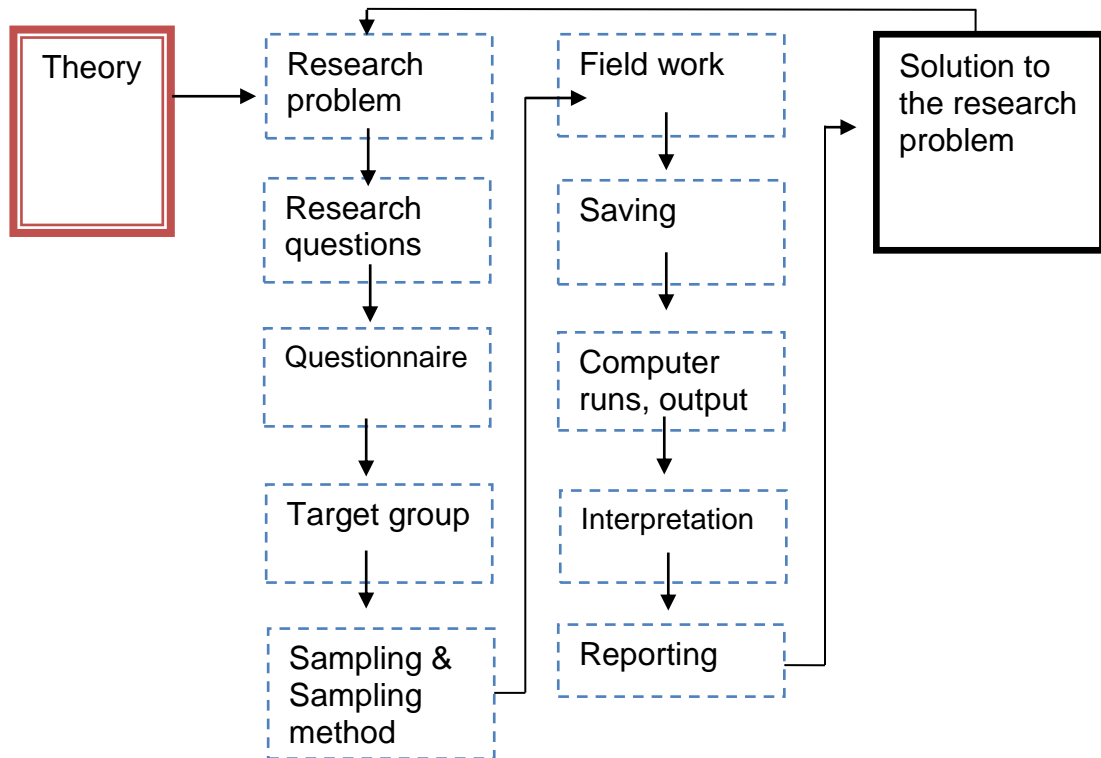 Theory
Research
problem
Research
questions
Questionnaire
Target group
Sampling &
Sampling
method
Field work
Saving
Computer
runs, output
Interpretation
Reporting
Solution to
the research
problem